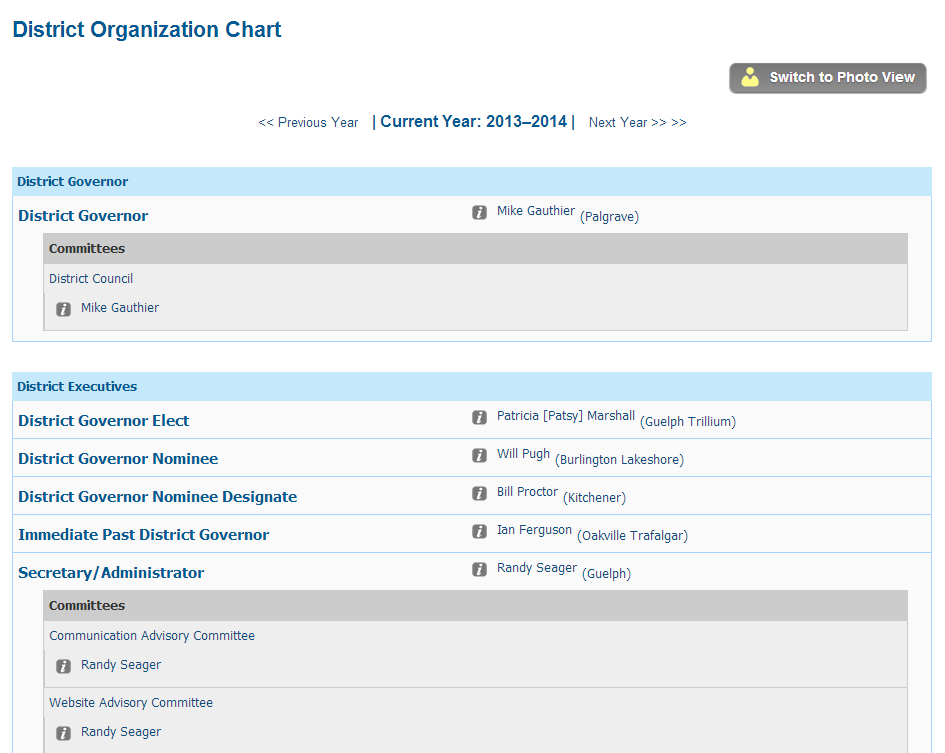 District Organization Chart
Switch to Photo View
<< Previous Year | Current Year: 2013–2014 | Next Year >> >>
District Governor
District Governor Mike Gauthier (Palgrave)
Committees
District Council
i Mike Gauthier
District Executives
District Governor Elect i Patricia [Patsy] Marshall (Guelph Trillium)
District Governor Nominee i Will Pugh (Burlington Lakeshore)
District Governor Nominee Designate i Bill Proctor (Kitchener)
Immediate Past District Governor i Ian Ferguson (Oakville Trafalgar)
Secretary/Administrator i Randy Seager (Guelph)
Committees
Communication Advisory Committee
i Randy Seager
Website Advisory Committee
i Randy Seager